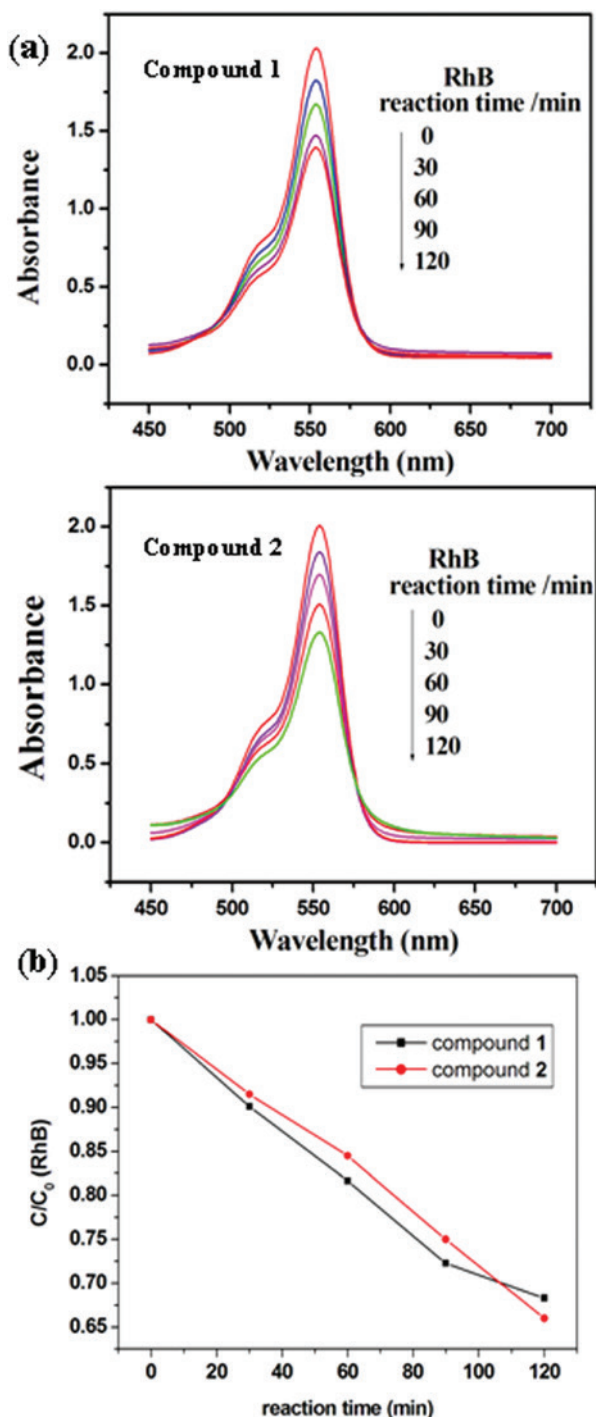 (a)
Compound 1
RhB
reaction time /min
0
30
60
90
120
Absorbance
2.0
1.5
1.0
0.5
0.0
450 500 550 600 650 700
Wavelength (nm)
Compound 2
RhB
reaction time /min
0
30
60
90
120
Absorbance
2.0
1.5
1.0
0.5
0.0
450 500 550 600 650 700
Wavelength (nm)
(b)
compound 1
compound 2
C/C0 (RhB)
1.05
1.00
0.95
0.90
0.85
0.80
0.75
0.70
0.65
0 20 40 60 80 100 120
reaction time (min)